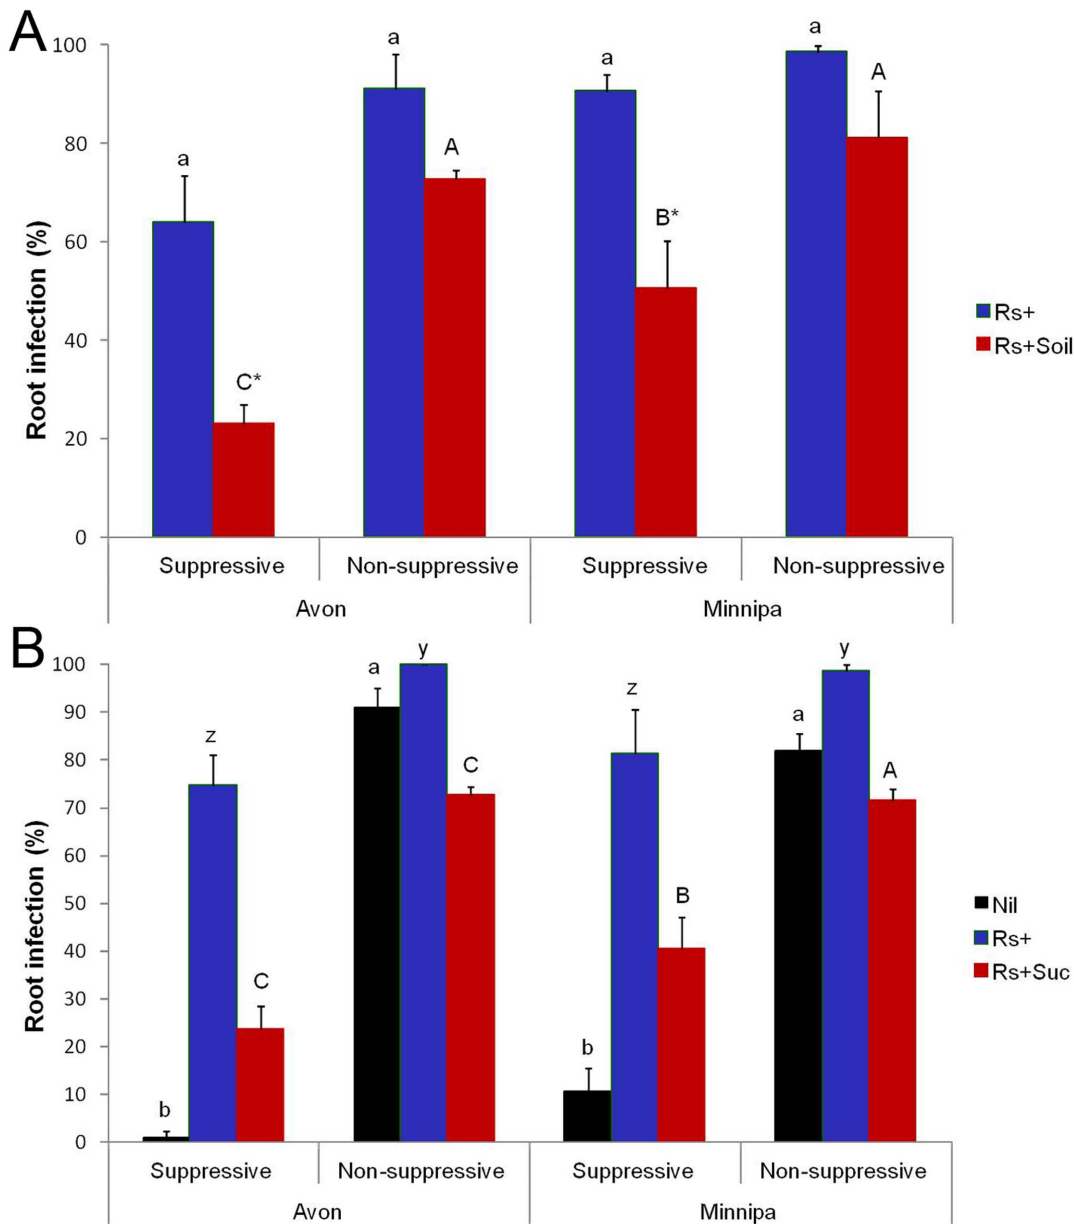 A
Root infection (%)
100
80
60
40
20
0
a
a
a
a
A
A
B*
C*
Rs+
Rs+Soil
Suppressive Non-suppressive Suppressive Non-suppressive
Avon Minnipa
B
Root infection (%)
100
90
80
70
60
50
40
30
20
10
0
b
z
C
a
y
C
b
z
B
a
y
A
Nil
Rs+
Rs+Suc
Suppressive Non-suppressive Suppressive Non-suppressive
Avon Minnipa